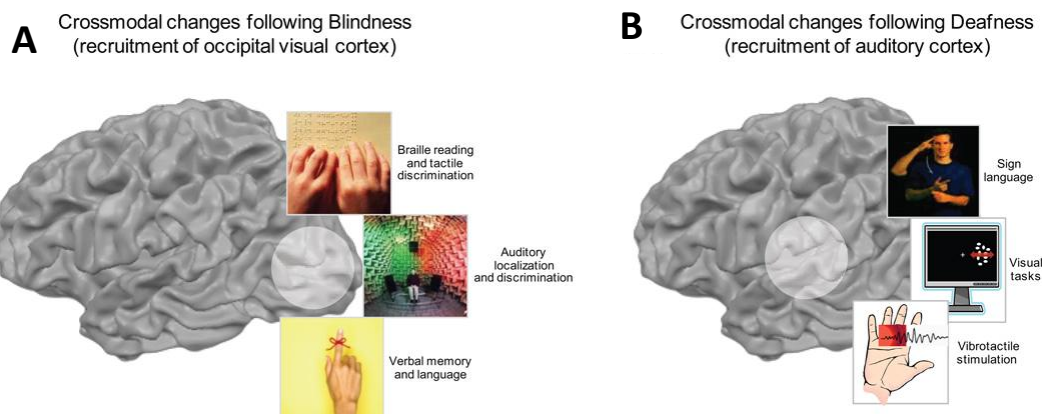 A
Crossmodal changes following Blindness
(recruitment of occipital visual cortex)
Braille reading
and tactile
discrimination
Auditory
localization
and discrimination
Verbal memory
and language
B
Crossmodal changes following Deafness
(recruitment of auditory cortex)
Sign
language
Visual
tasks
Vibrotactile
stimulation